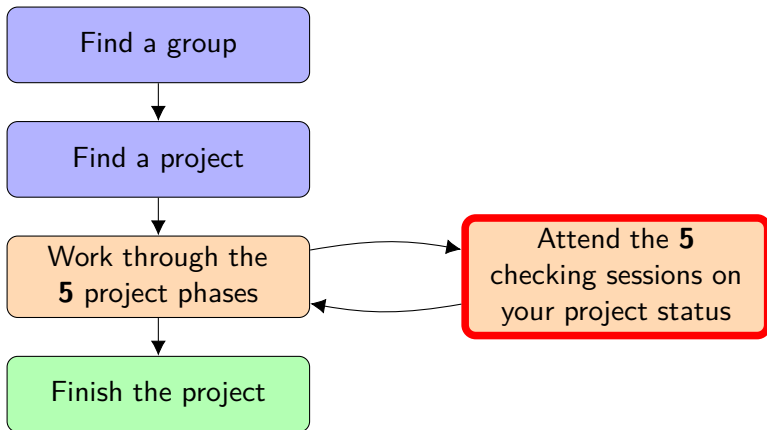 Find a group
Find a project
Work through the
5 project phases
Attend the 5
checking sessions on
your project status
Finish the project